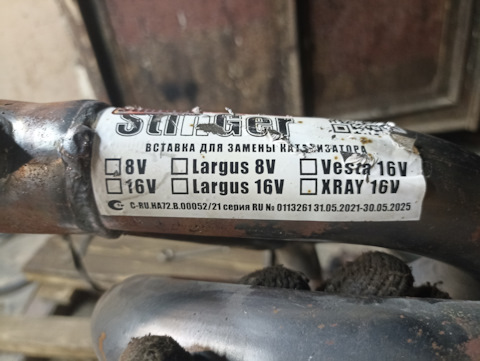 StinGer
ВСТАВКА ДЛЯ ЗАМЕНЫ КАТАЛИЗАТОРА
8V Largus 8V Vesta 16V
16V Largus 16V XRAY 16V
C-RU.HA72.B.00052/21 серия RU № 0113261 31.05.2021-30.05.2025